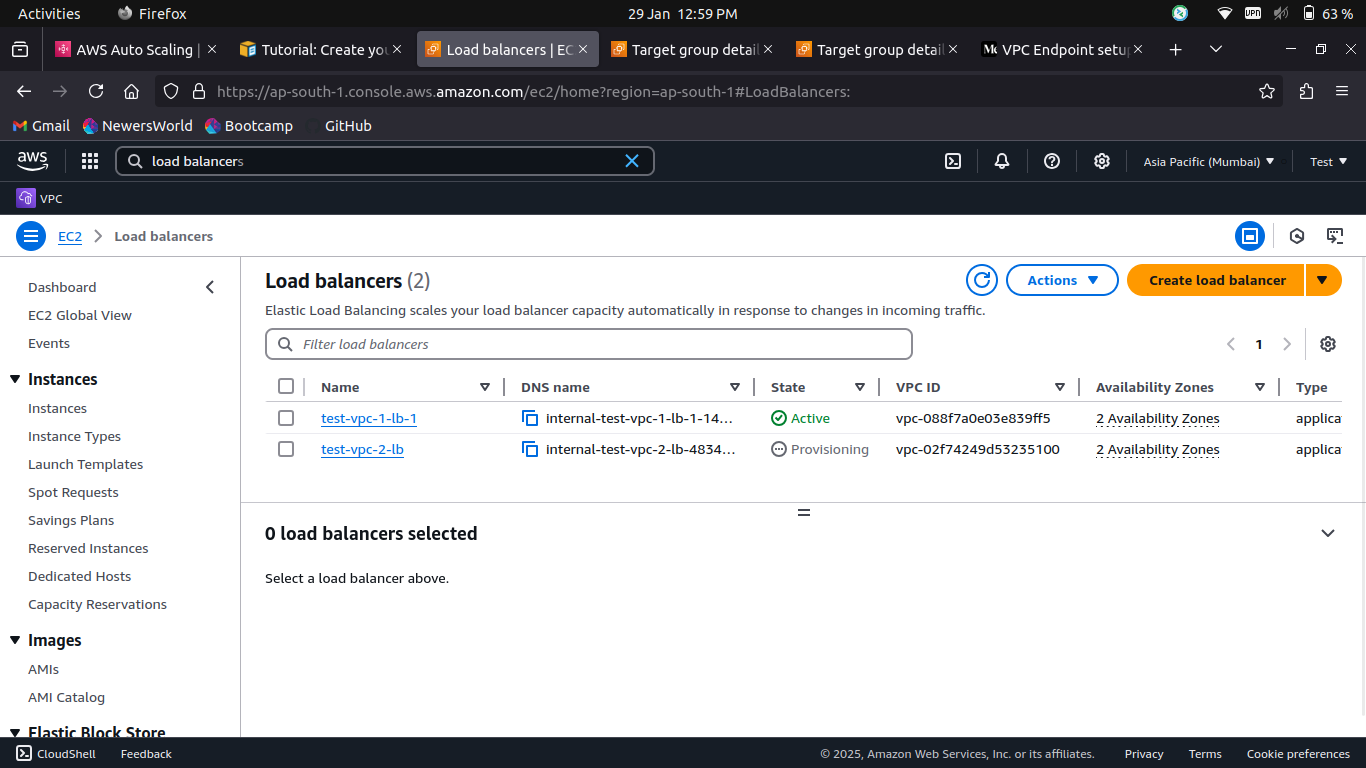 Activities
Firefox
29 Jan 12:59 PM
VPN
63 %
AWS Auto Scaling |
Tutorial: Create you
Load balancers | EC
Target group detail
Target group detail
VPC Endpoint setup
https://ap-south-1.console.aws.amazon.com/ec2/home?region=ap-south-1#LoadBalancers:
Gmail
NewersWorld
Bootcamp
GitHub
aws
load balancers
Asia Pacific (Mumbai)
Test
VPC
EC2
Load balancers
Dashboard
EC2 Global View
Events
Instances
Instances
Instance Types
Launch Templates
Spot Requests
Savings Plans
Reserved Instances
Dedicated Hosts
Capacity Reservations
Images
AMIs
AMI Catalog
Elastic Block Store
Load balancers (2)
Actions
Create load balancer
Elastic Load Balancing scales your load balancer capacity automatically in response to changes in incoming traffic.
Filter load balancers
1
Name DNS name State VPC ID Availability Zones Type
test-vpc-1-lb-1 internal-test-vpc-1-lb-1-14... Active vpc-088f7a0e03e839ff5 2 Availability Zones applica
test-vpc-2-lb internal-test-vpc-2-lb-4834... Provisioning vpc-02f74249d53235100 2 Availability Zones applica
0 load balancers selected
Select a load balancer above.
CloudShell
Feedback
© 2025, Amazon Web Services, Inc. or its affiliates.
Privacy
Terms
Cookie preferences